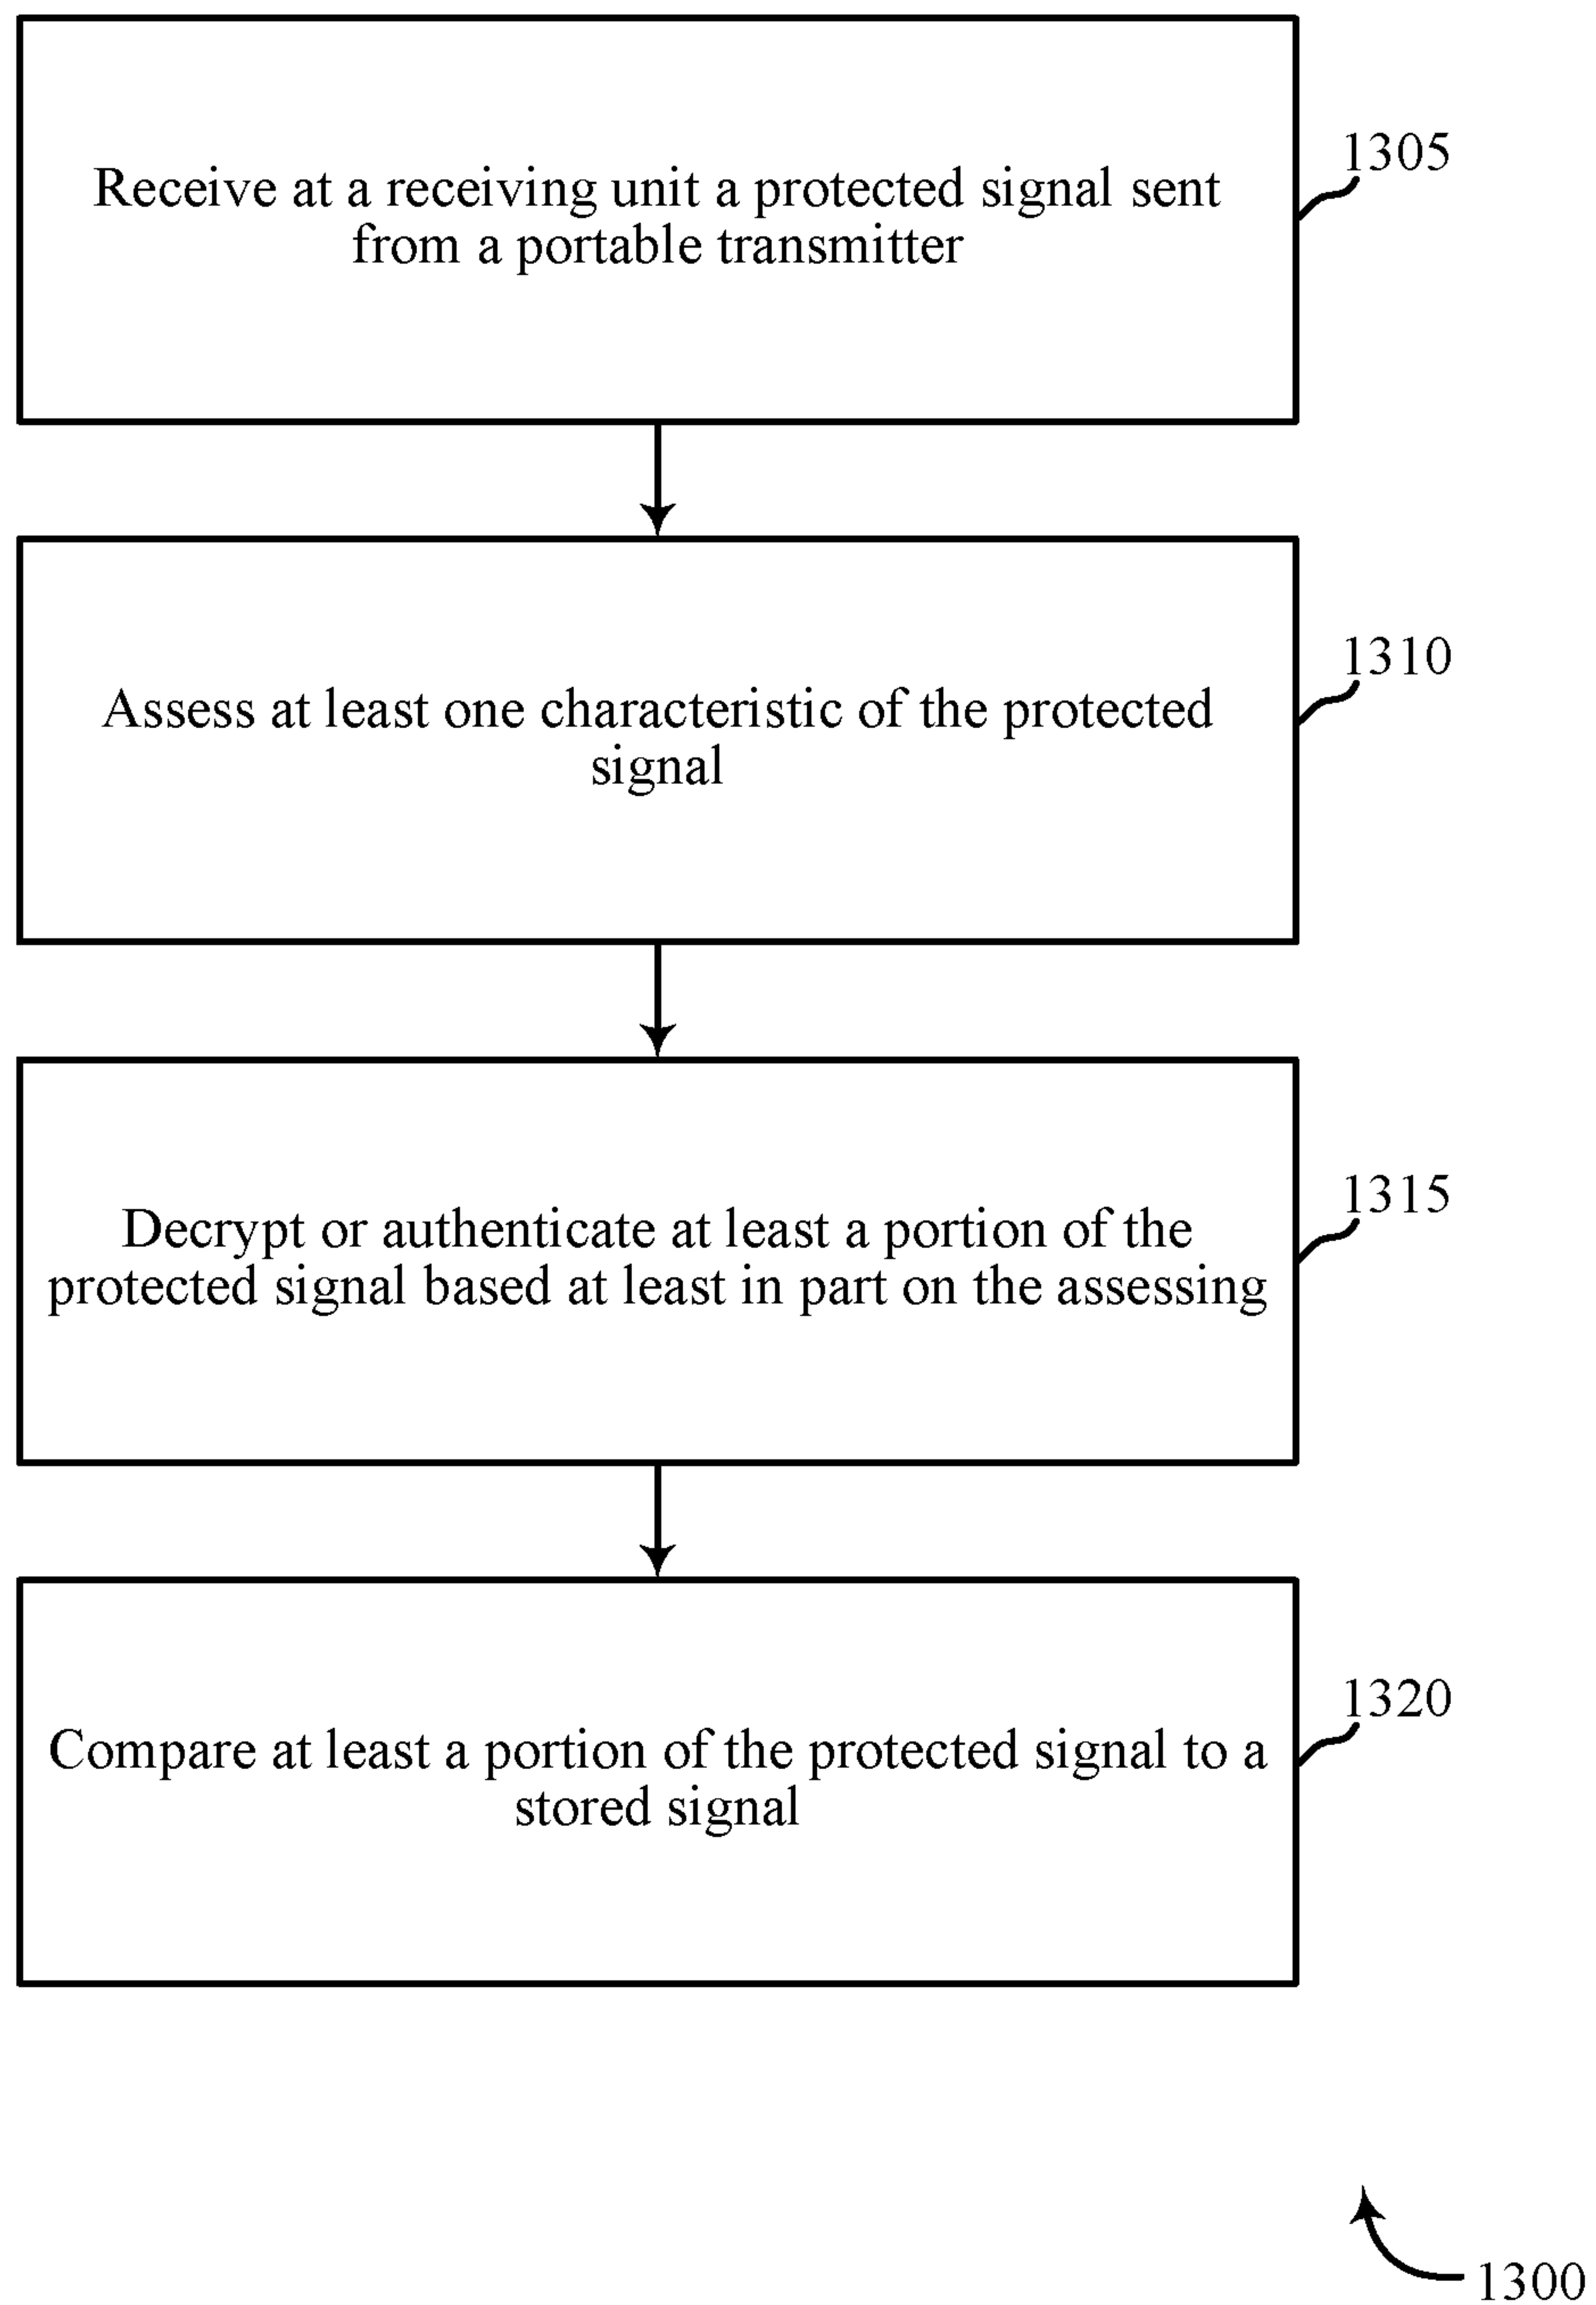 Receive at a receiving unit a protected signal sent
from a portable transmitter
1305
Assess at least one characteristic of the protected
signal
1310
Decrypt or authenticate at least a portion of the
protected signal based at least in part on the assessing
1315
Compare at least a portion of the protected signal to a
stored signal
1320
1300